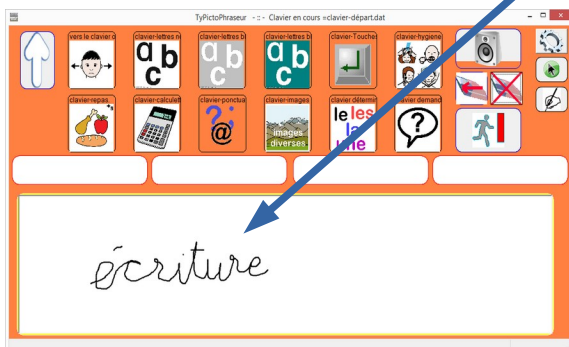 TyPictoPhraseur - :: - Clavier en cours =clavier-départ.dat
vers le clavier d clavier-lettres n clavier-lettres b clavier-lettres b clavier-Touches clavier-hygiene
a b c a b c a b c
clavier-repas clavier-calculett clavier-ponctua clavier-images clavier détermin clavier demand
? ; @ images diverses le les la une ?
écriture